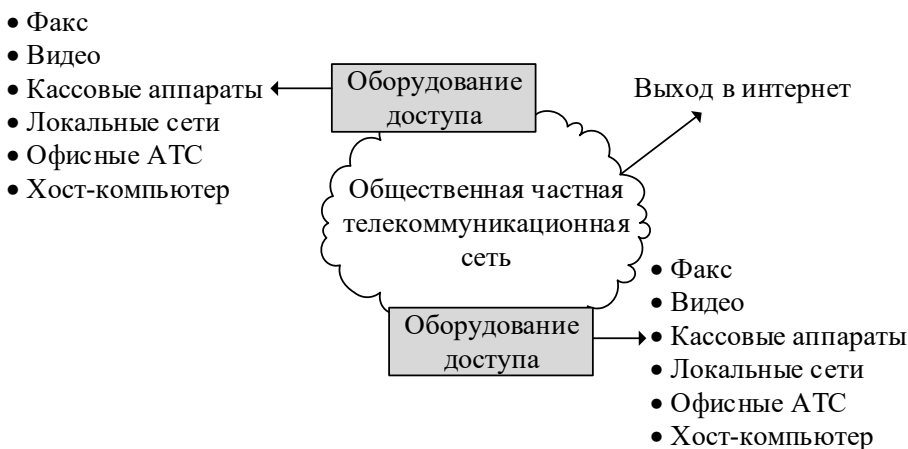 • Факс
• Видео
• Кассовые аппараты
• Локальные сети
• Офисные АТС
• Хост-компьютер
Оборудование
доступа
Выход в интернет
Общественная частная
телекоммуникационная
сеть
Оборудование
доступа
• Факс
• Видео
• Кассовые аппараты
• Локальные сети
• Офисные АТС
• Хост-компьютер